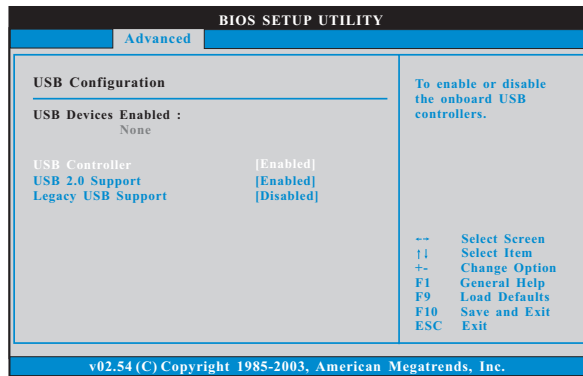 BIOS SETUP UTILITY
Advanced
USB Configuration
USB Devices Enabled :
None
USB Controller [Enabled]
USB 2.0 Support [Enabled]
Legacy USB Support [Disabled]
To enable or disable
the onboard USB
controllers.
←→ Select Screen
↑↓ Select Item
+- Change Option
F1 General Help
F9 Load Defaults
F10 Save and Exit
ESC Exit
v02.54 (C) Copyright 1985-2003, American Megatrends, Inc.